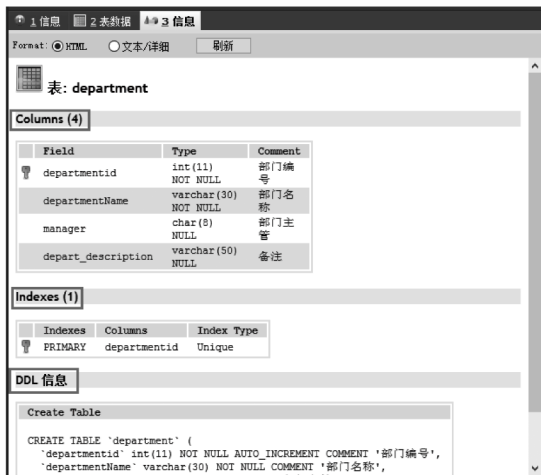 1 信息 2 表数据 3 信息
Format: HTML 文本/详细 刷新
表: department
Columns (4)
Field Type Comment
departmentid int(11) NOT NULL 部门编号
departmentName varchar(30) NOT NULL 部门名称
manager char(8) NULL 部门主管
depart_description varchar(50) NULL 备注
Indexes (1)
Indexes Columns Index Type
PRIMARY departmentid Unique
DDL 信息
Create Table
CREATE TABLE `department` (
`departmentid` int(11) NOT NULL AUTO_INCREMENT COMMENT '部门编号',
`departmentName` varchar(30) NOT NULL COMMENT '部门名称',